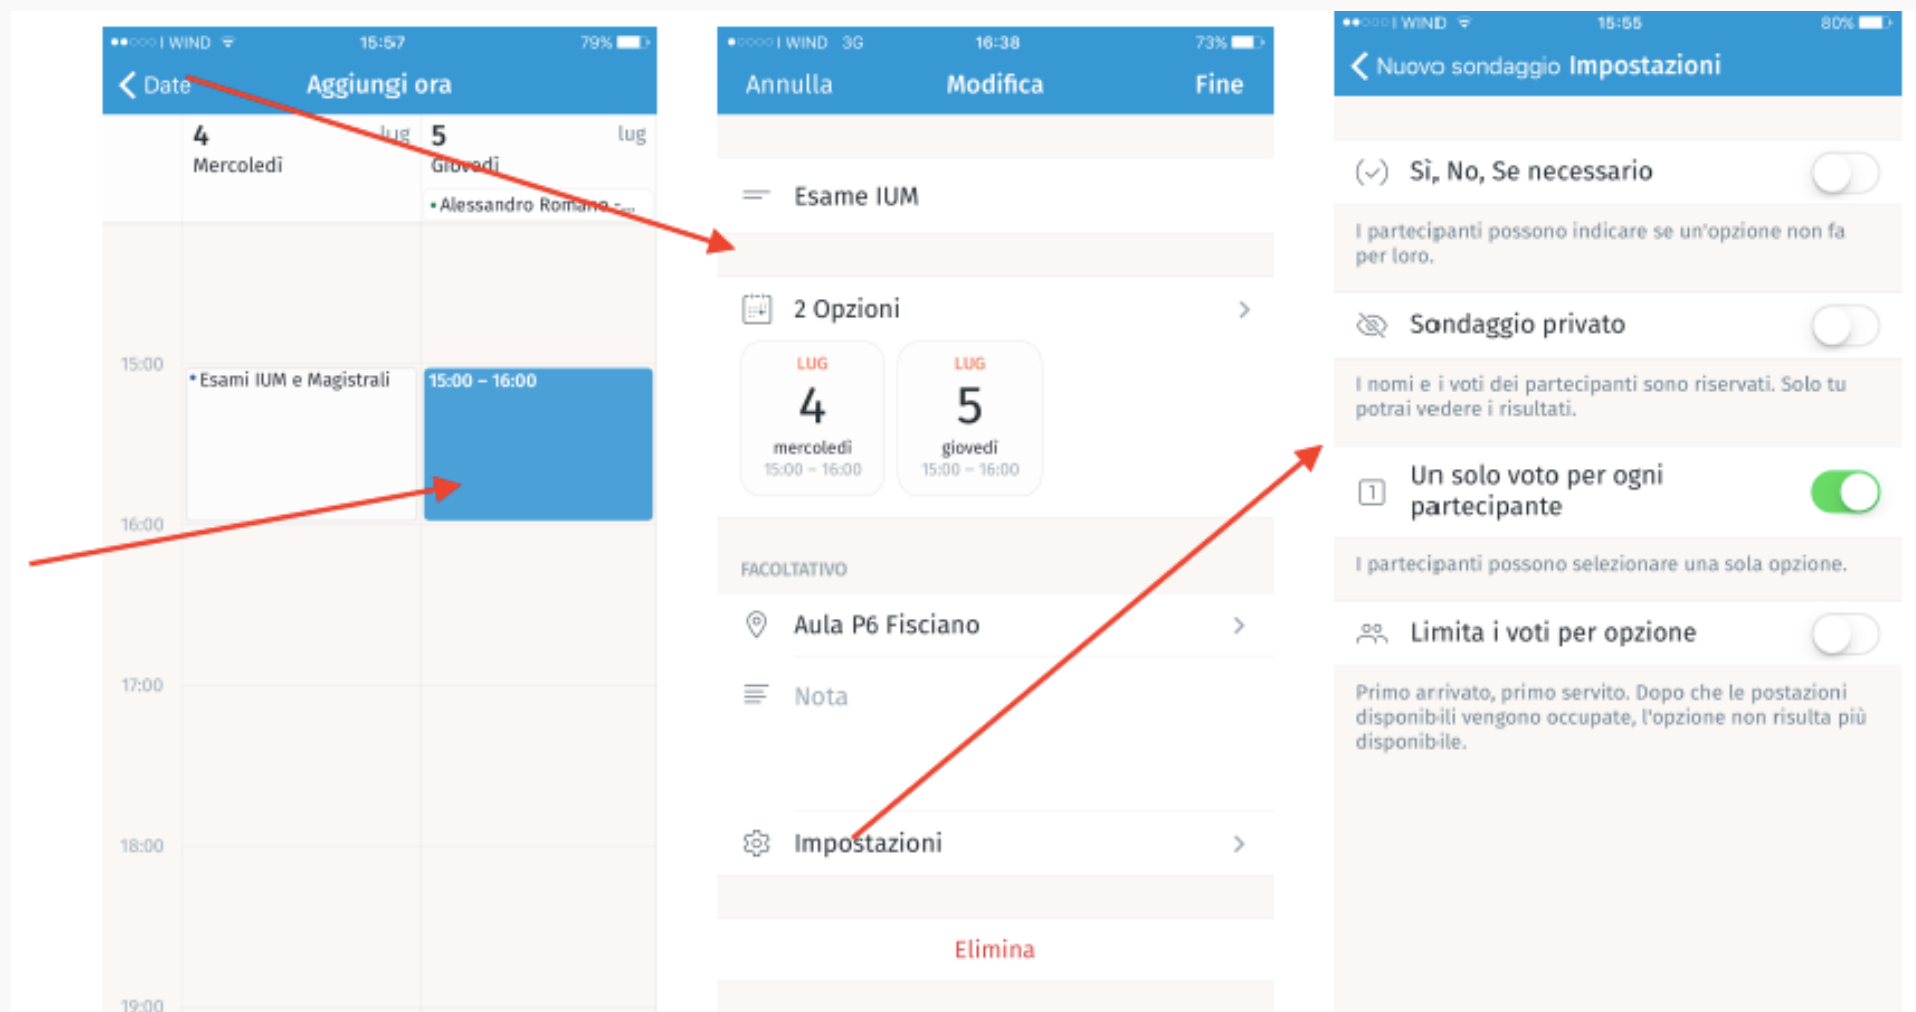 WIND 15:57 79%
Date Aggiungi ora
4 lug 5 lug
Mercoledì Giovedì
Alessandro Romano -...
15:00
Esami IUM e Magistrali 15:00 – 16:00
16:00
17:00
18:00
19:00
WIND 3G 16:38 73%
Annulla Modifica Fine
Esame IUM
2 Opzioni
LUG LUG
4 5
mercoledì giovedì
15:00 – 16:00 15:00 – 16:00
FACOLTATIVO
Aula P6 Fisciano
Nota
Impostazioni
Elimina
WIND 15:55 80%
Nuovo sondaggio Impostazioni
Sì, No, Se necessario
I partecipanti possono indicare se un'opzione non fa
per loro.
Sondaggio privato
I nomi e i voti dei partecipanti sono riservati. Solo tu
potrai vedere i risultati.
1 Un solo voto per ogni
partecipante
I partecipanti possono selezionare una sola opzione.
Limita i voti per opzione
Primo arrivato, primo servito. Dopo che le postazioni
disponibili vengono occupate, l'opzione non risulta più
disponibile.